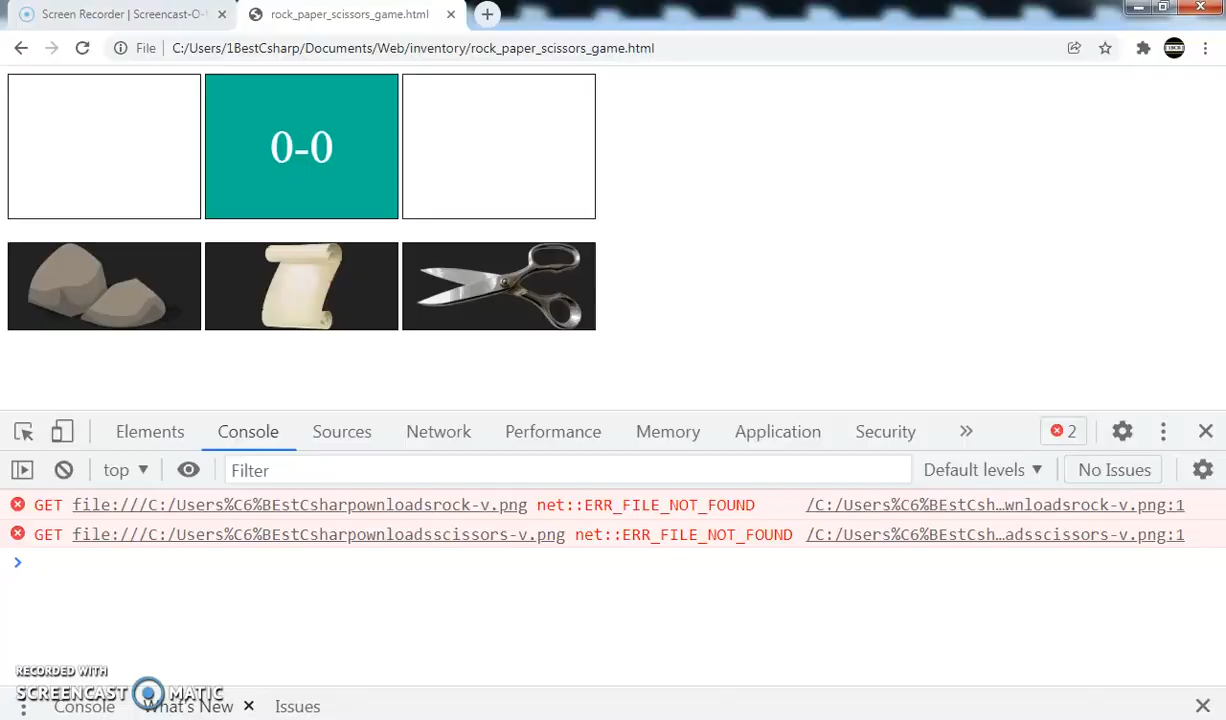 Screen Recorder | Screencast-O-
rock_paper_scissors_game.html
File
C:/Users/1BestCsharp/Documents/Web/inventory/rock_paper_scissors_game.html
0-0
Elements
Console
Sources
Network
Performance
Memory
Application
Security
2
top
Filter
Default levels
No Issues
GET file:///C:/Users%C6%BEstCsharpownloadsrock-v.png net::ERR_FILE_NOT_FOUND /C:/Users%C6%BEstCsh…wnloadsrock-v.png:1
GET file:///C:/Users%C6%BEstCsharpownloadsscissors-v.png net::ERR_FILE_NOT_FOUND /C:/Users%C6%BEstCsh…adsscissors-v.png:1
RECORDED WITH
SCREENCAST MATIC
Console
What's New
Issues